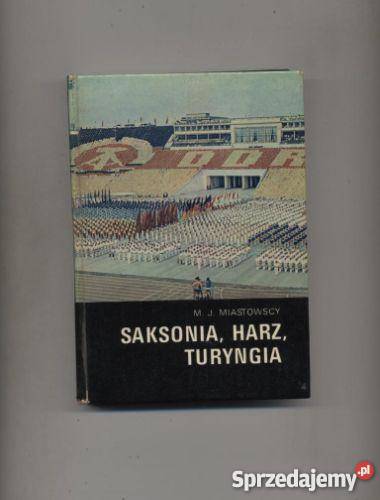 DDR
M. J. MIASTOWSCY
SAKSONIA, HARZ,
TURYNGIA
Sprzedajemy.pl